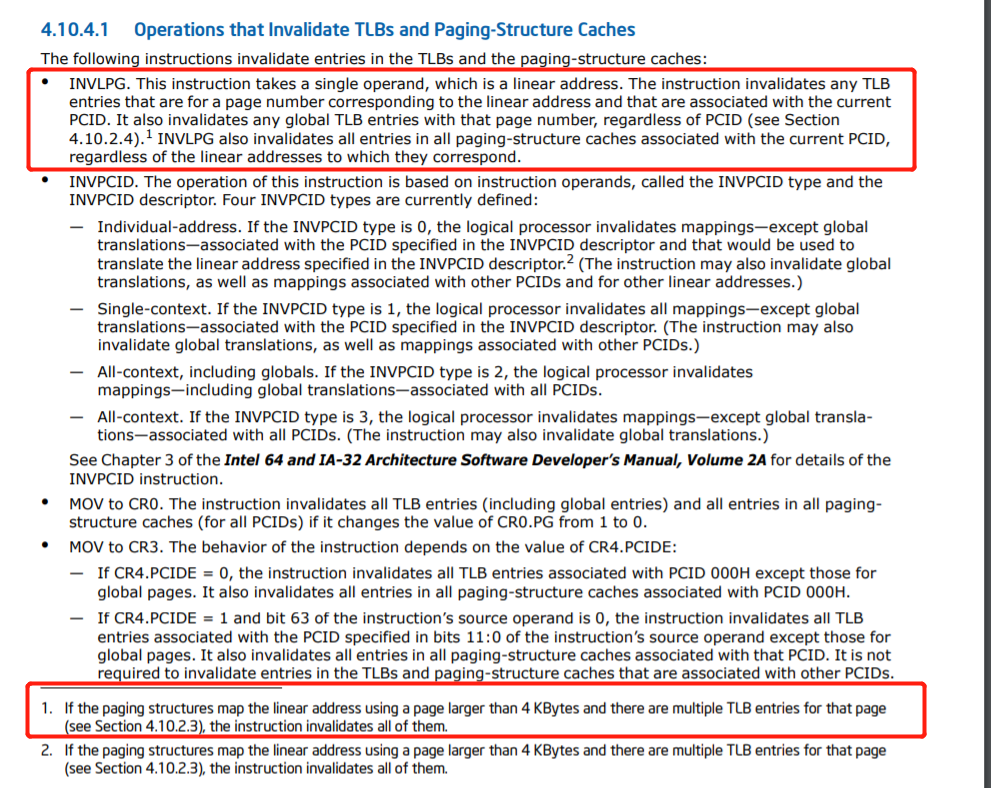 4.10.4.1 Operations that Invalidate TLBs and Paging-Structure Caches
The following instructions invalidate entries in the TLBs and the paging-structure caches:
• INVLPG. This instruction takes a single operand, which is a linear address. The instruction invalidates any TLB
entries that are for a page number corresponding to the linear address and that are associated with the current
PCID. It also invalidates any global TLB entries with that page number, regardless of PCID (see Section
4.10.2.4).1 INVLPG also invalidates all entries in all paging-structure caches associated with the current PCID,
regardless of the linear addresses to which they correspond.
• INVPCID. The operation of this instruction is based on instruction operands, called the INVPCID type and the
INVPCID descriptor. Four INVPCID types are currently defined:
— Individual-address. If the INVPCID type is 0, the logical processor invalidates mappings—except global
translations—associated with the PCID specified in the INVPCID descriptor and that would be used to
translate the linear address specified in the INVPCID descriptor.2 (The instruction may also invalidate global
translations, as well as mappings associated with other PCIDs and for other linear addresses.)
— Single-context. If the INVPCID type is 1, the logical processor invalidates all mappings—except global
translations—associated with the PCID specified in the INVPCID descriptor. (The instruction may also
invalidate global translations, as well as mappings associated with other PCIDs.)
— All-context, including globals. If the INVPCID type is 2, the logical processor invalidates
mappings—including global translations—associated with all PCIDs.
— All-context. If the INVPCID type is 3, the logical processor invalidates mappings—except global transla-
tions—associated with all PCIDs. (The instruction may also invalidate global translations.)
See Chapter 3 of the Intel 64 and IA-32 Architecture Software Developer's Manual, Volume 2A for details of the
INVPCID instruction.
• MOV to CR0. The instruction invalidates all TLB entries (including global entries) and all entries in all paging-
structure caches (for all PCIDs) if it changes the value of CR0.PG from 1 to 0.
• MOV to CR3. The behavior of the instruction depends on the value of CR4.PCIDE:
— If CR4.PCIDE = 0, the instruction invalidates all TLB entries associated with PCID 000H except those for
global pages. It also invalidates all entries in all paging-structure caches associated with PCID 000H.
— If CR4.PCIDE = 1 and bit 63 of the instruction's source operand is 0, the instruction invalidates all TLB
entries associated with the PCID specified in bits 11:0 of the instruction's source operand except those for
global pages. It also invalidates all entries in all paging-structure caches associated with that PCID. It is not
required to invalidate entries in the TLBs and paging-structure caches that are associated with other PCIDs.
1. If the paging structures map the linear address using a page larger than 4 KBytes and there are multiple TLB entries for that page
(see Section 4.10.2.3), the instruction invalidates all of them.
2. If the paging structures map the linear address using a page larger than 4 KBytes and there are multiple TLB entries for that page
(see Section 4.10.2.3), the instruction invalidates all of them.